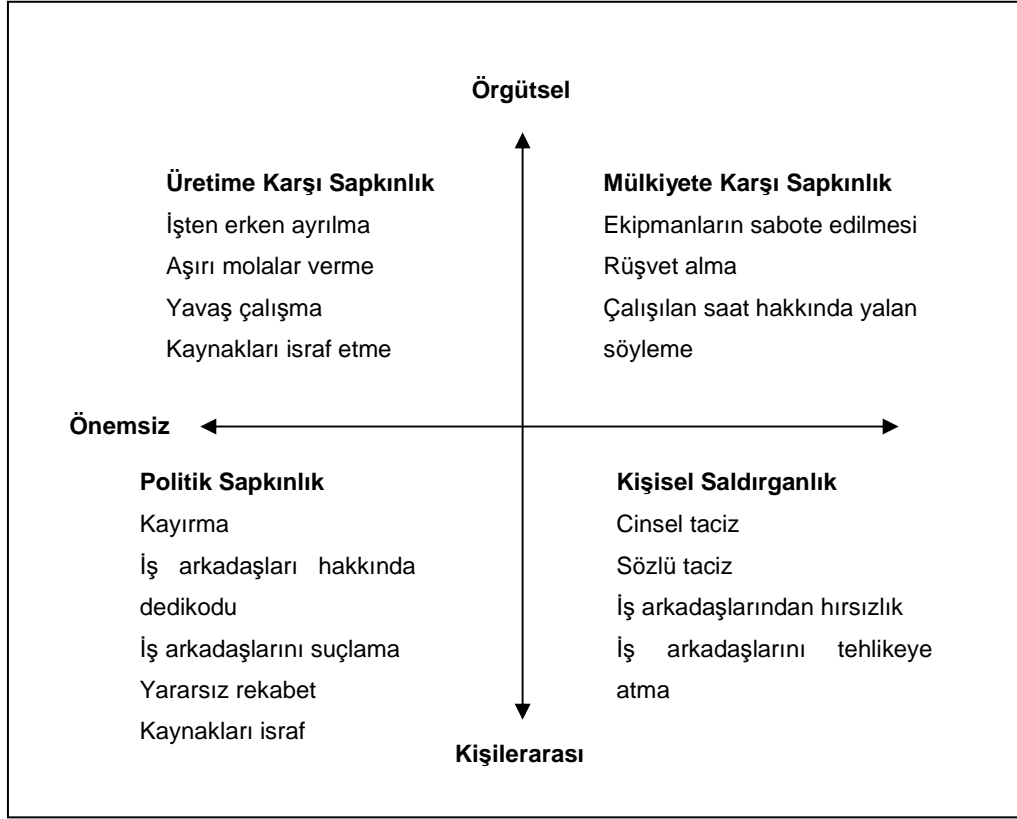 Örgütsel
Üretime Karşı Sapkınlık
İşten erken ayrılma
Aşırı molalar verme
Yavaş çalışma
Kaynakları israf etme
Mülkiyete Karşı Sapkınlık
Ekipmanların sabote edilmesi
Rüşvet alma
Çalışılan saat hakkında yalan
söyleme
Önemsiz
Politik Sapkınlık
Kayırma
İş arkadaşları hakkında
dedikodu
İş arkadaşlarını suçlama
Yararsız rekabet
Kaynakları israf
Kişisel Saldırganlık
Cinsel taciz
Sözlü taciz
İş arkadaşlarından hırsızlık
İş arkadaşlarını tehlikeye
atma
Kişilerarası